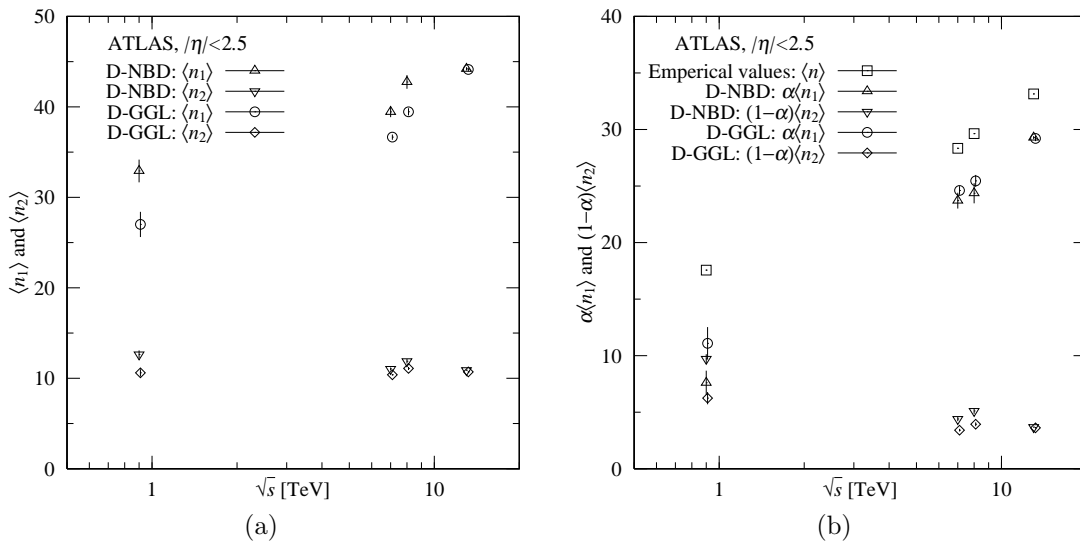 ATLAS, /η/<2.5
D-NBD: ⟨n₁⟩
D-NBD: ⟨n₂⟩
D-GGL: ⟨n₁⟩
D-GGL: ⟨n₂⟩
50
40
30
20
10
0
⟨n₁⟩ and ⟨n₂⟩
1
10
√s [TeV]
(a)
ATLAS, /η/<2.5
Emperical values: ⟨n⟩
D-NBD: α⟨n₁⟩
D-NBD: (1−α)⟨n₂⟩
D-GGL: α⟨n₁⟩
D-GGL: (1−α)⟨n₂⟩
40
30
20
10
0
α⟨n₁⟩ and (1−α)⟨n₂⟩
1
10
√s [TeV]
(b)